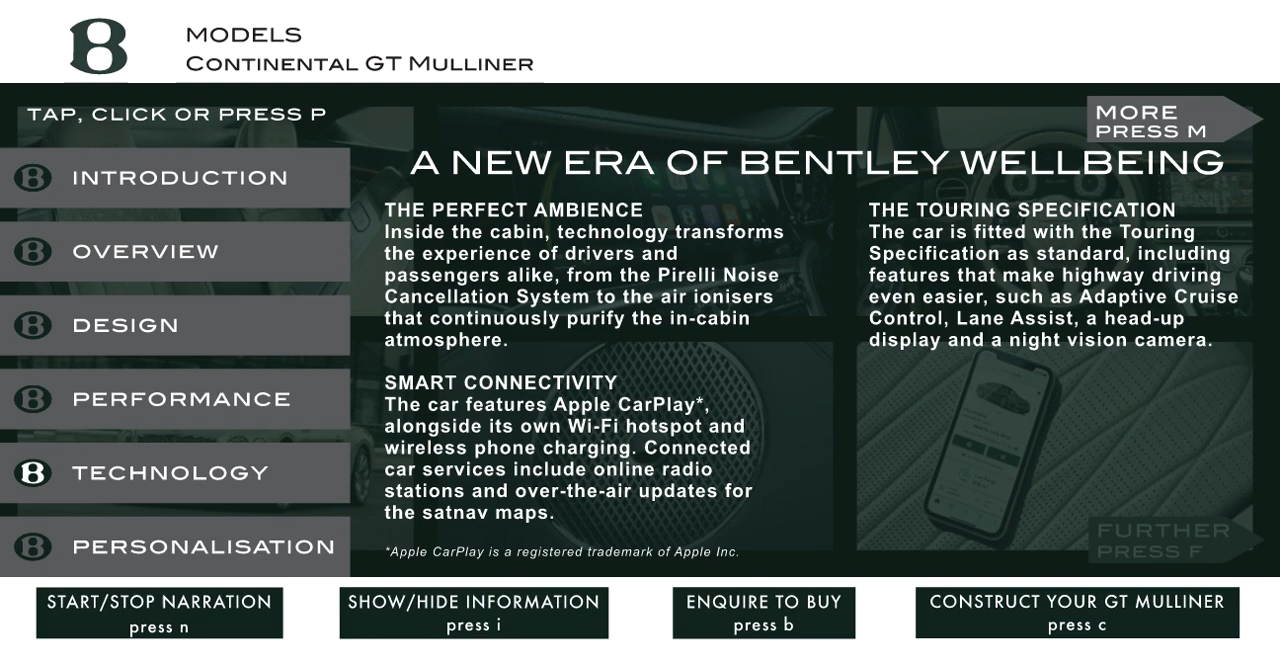 MODELS
CONTINENTAL GT MULLINER
TAP, CLICK OR PRESS P
MORE
PRESS M
INTRODUCTION
OVERVIEW
DESIGN
PERFORMANCE
TECHNOLOGY
PERSONALISATION
A NEW ERA OF BENTLEY WELLBEING
THE PERFECT AMBIENCE
Inside the cabin, technology transforms
the experience of drivers and
passengers alike, from the Pirelli Noise
Cancellation System to the air ionisers
that continuously purify the in-cabin
atmosphere.
SMART CONNECTIVITY
The car features Apple CarPlay*,
alongside its own Wi-Fi hotspot and
wireless phone charging. Connected
car services include online radio
stations and over-the-air updates for
the satnav maps.
*Apple CarPlay is a registered trademark of Apple Inc.
THE TOURING SPECIFICATION
The car is fitted with the Touring
Specification as standard, including
features that make highway driving
even easier, such as Adaptive Cruise
Control, Lane Assist, a head-up
display and a night vision camera.
FURTHER
PRESS F
START/STOP NARRATION
press n
SHOW/HIDE INFORMATION
press i
ENQUIRE TO BUY
press b
CONSTRUCT YOUR GT MULLINER
press c